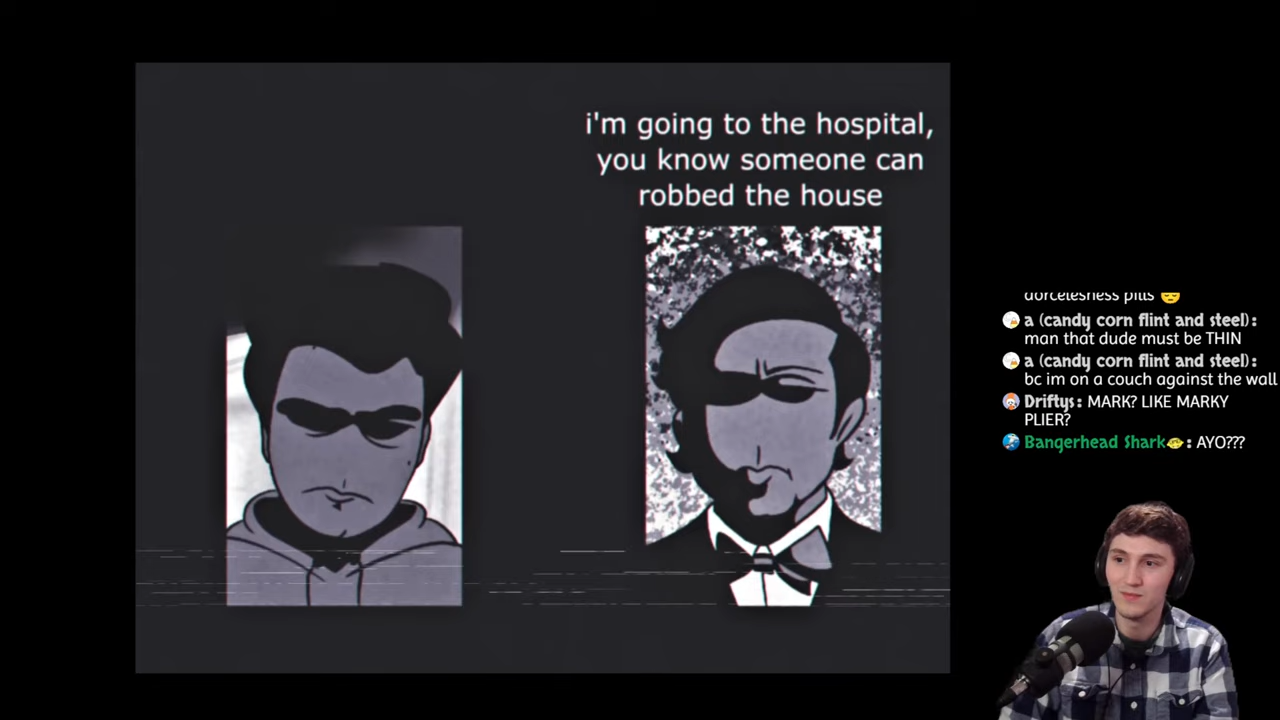 i'm going to the hospital,
you know someone can
robbed the house
dorcelesness pills
a (candy corn flint and steel):
man that dude must be THIN
a (candy corn flint and steel):
bc im on a couch against the wall
Driftys: MARK? LIKE MARKY
PLIER?
Bangerhead Shark: AYO???